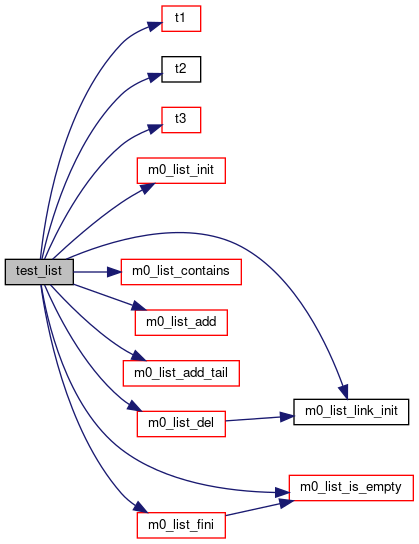 t1
t2
t3
m0_list_init
test_list
m0_list_contains
m0_list_add
m0_list_add_tail
m0_list_link_init
m0_list_del
m0_list_is_empty
m0_list_fini